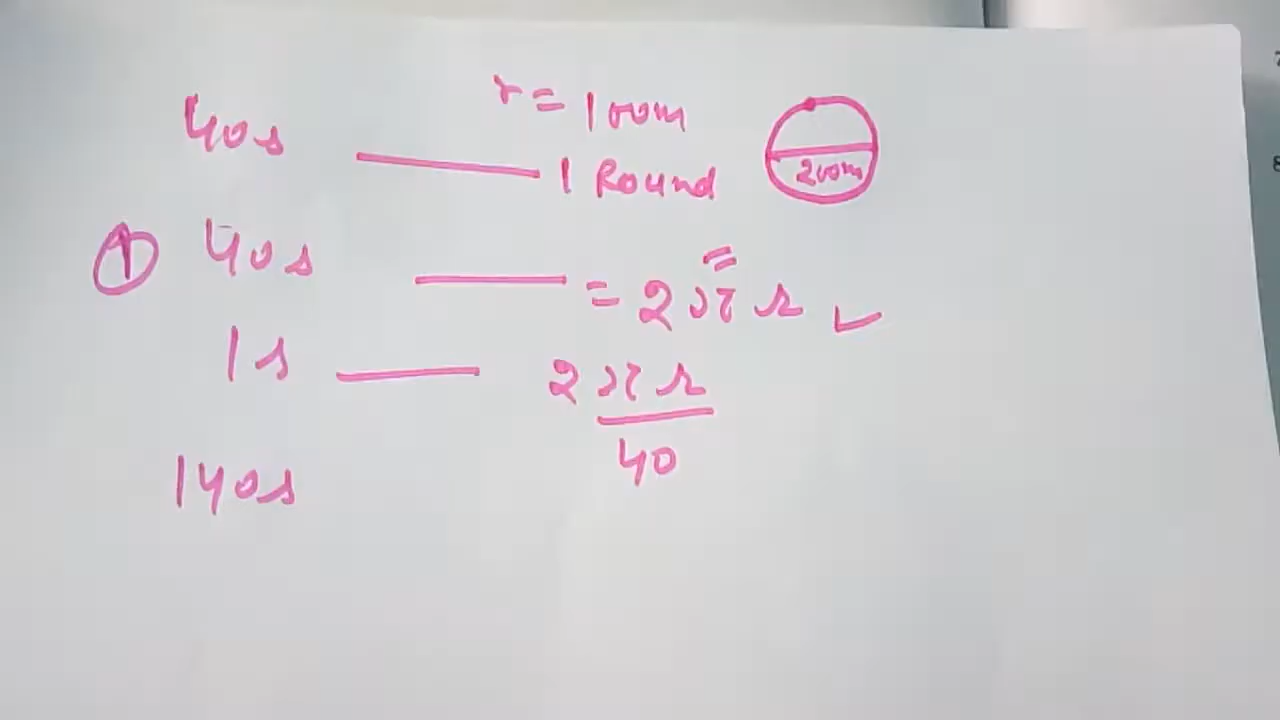 r = 100m
40s — 1 Round
200m
① 40s — = 2πr ✓
1s — 2πr
40
140s